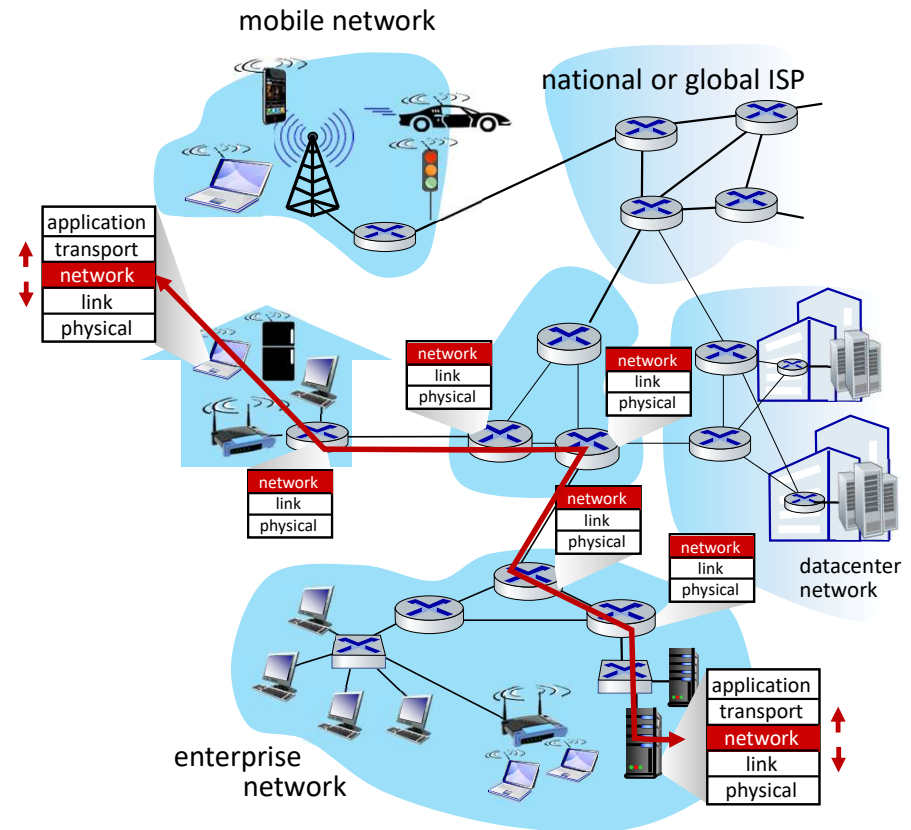 mobile network
national or global ISP
application
transport
network
link
physical
network
link
physical
network
link
physical
network
link
physical
network
link
physical
network
link
physical
datacenter
network
application
transport
network
link
physical
enterprise
network